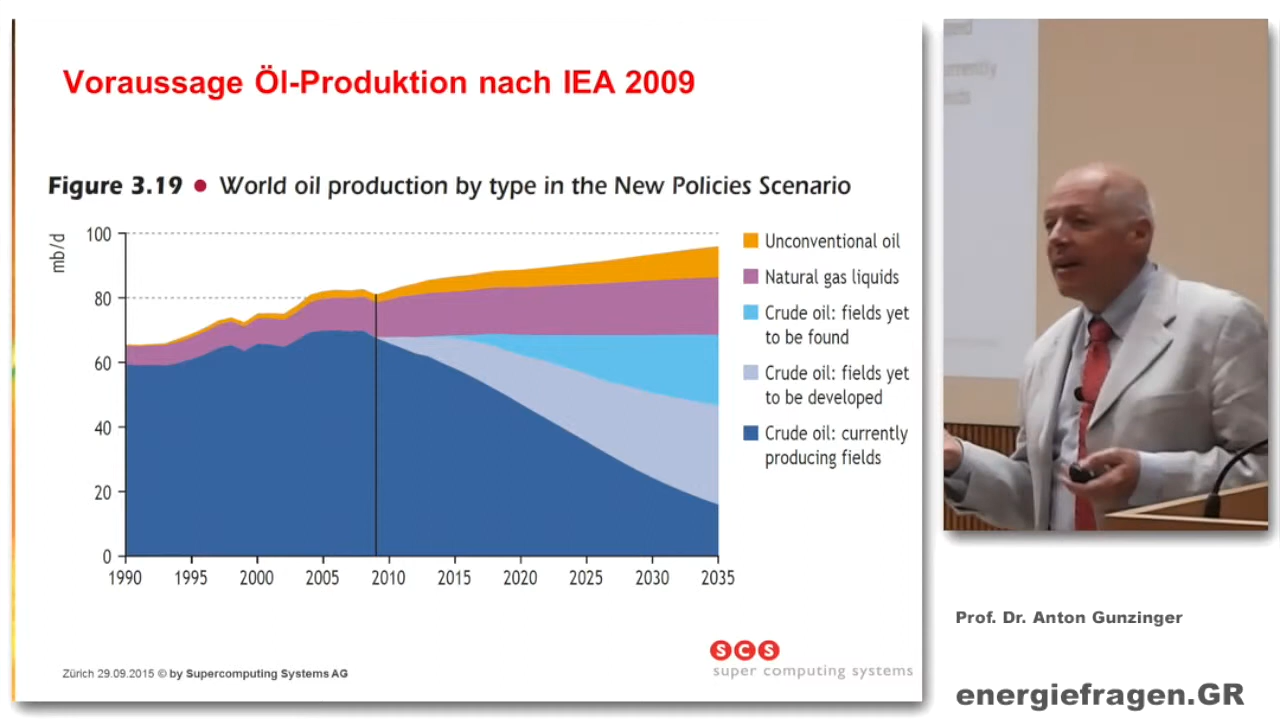 Voraussage Öl-Produktion nach IEA 2009
Figure 3.19 • World oil production by type in the New Policies Scenario
mb/d
100
80
60
40
20
0
1990 1995 2000 2005 2010 2015 2020 2025 2030 2035
Unconventional oil
Natural gas liquids
Crude oil: fields yet
to be found
Crude oil: fields yet
to be developed
Crude oil: currently
producing fields
Zürich 29.09.2015 © by Supercomputing Systems AG
SCS
super computing systems
Prof. Dr. Anton Gunzinger
energiefragen.GR